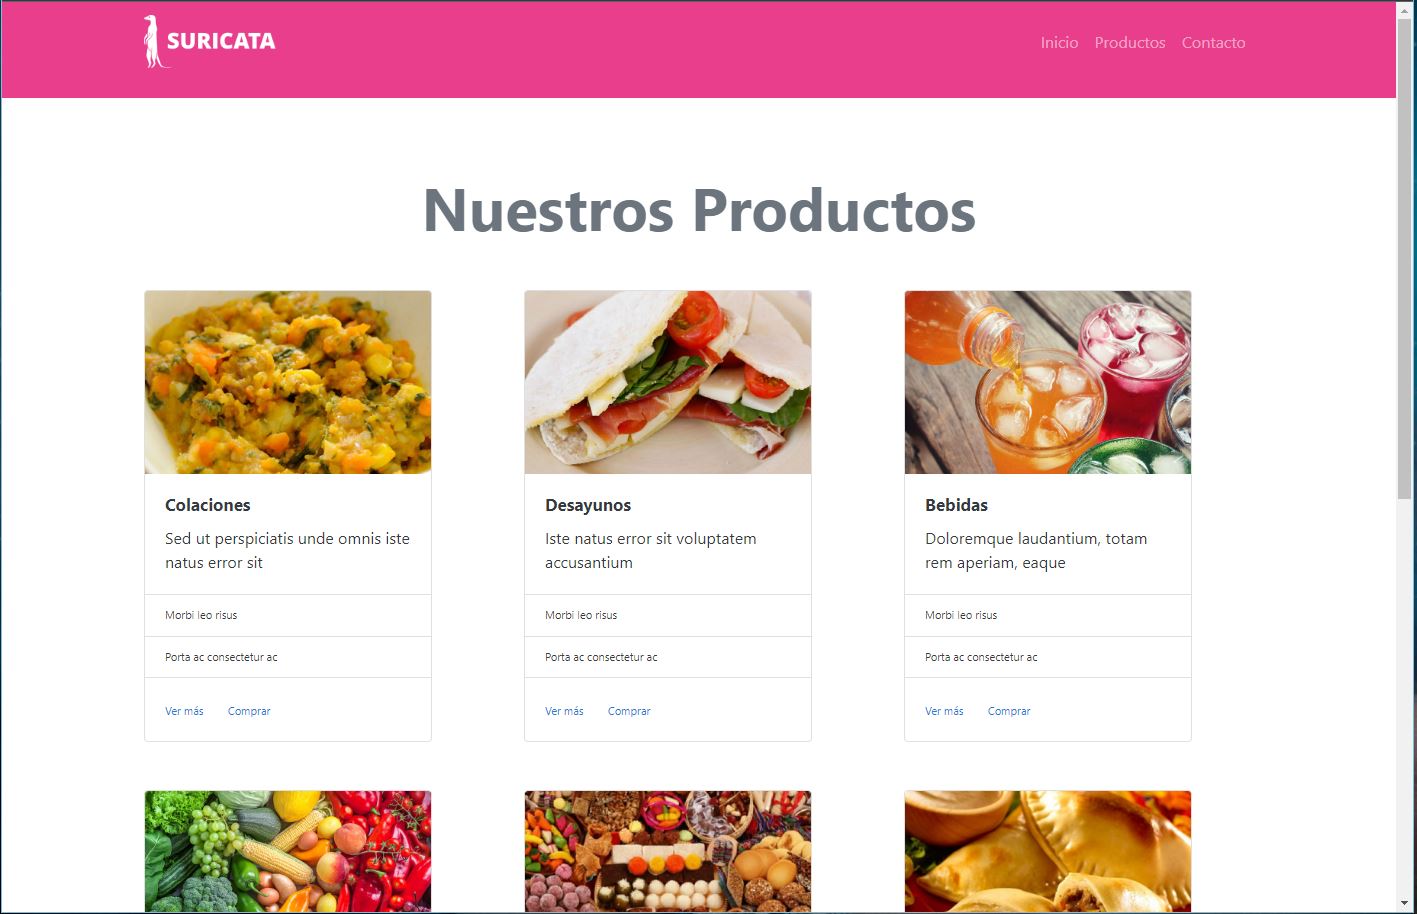 SURICATA
Inicio Productos Contacto
Nuestros Productos
Colaciones
Sed ut perspiciatis unde omnis iste
natus error sit
Morbi leo risus
Porta ac consectetur ac
Ver más Comprar
Desayunos
Iste natus error sit voluptatem
accusantium
Morbi leo risus
Porta ac consectetur ac
Ver más Comprar
Bebidas
Doloremque laudantium, totam
rem aperiam, eaque
Morbi leo risus
Porta ac consectetur ac
Ver más Comprar